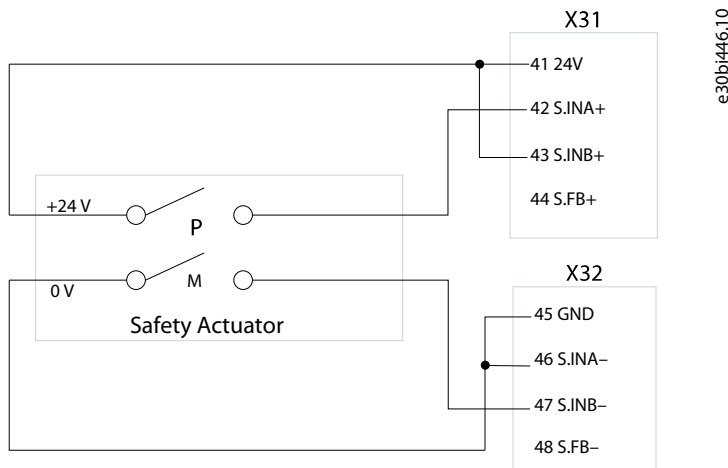 X31
e30bi446.10
41 24V
42 S.INA+
43 S.INB+
44 S.FB+
+24 V
P
M
0 V
Safety Actuator
X32
45 GND
46 S.INA–
47 S.INB–
48 S.FB–